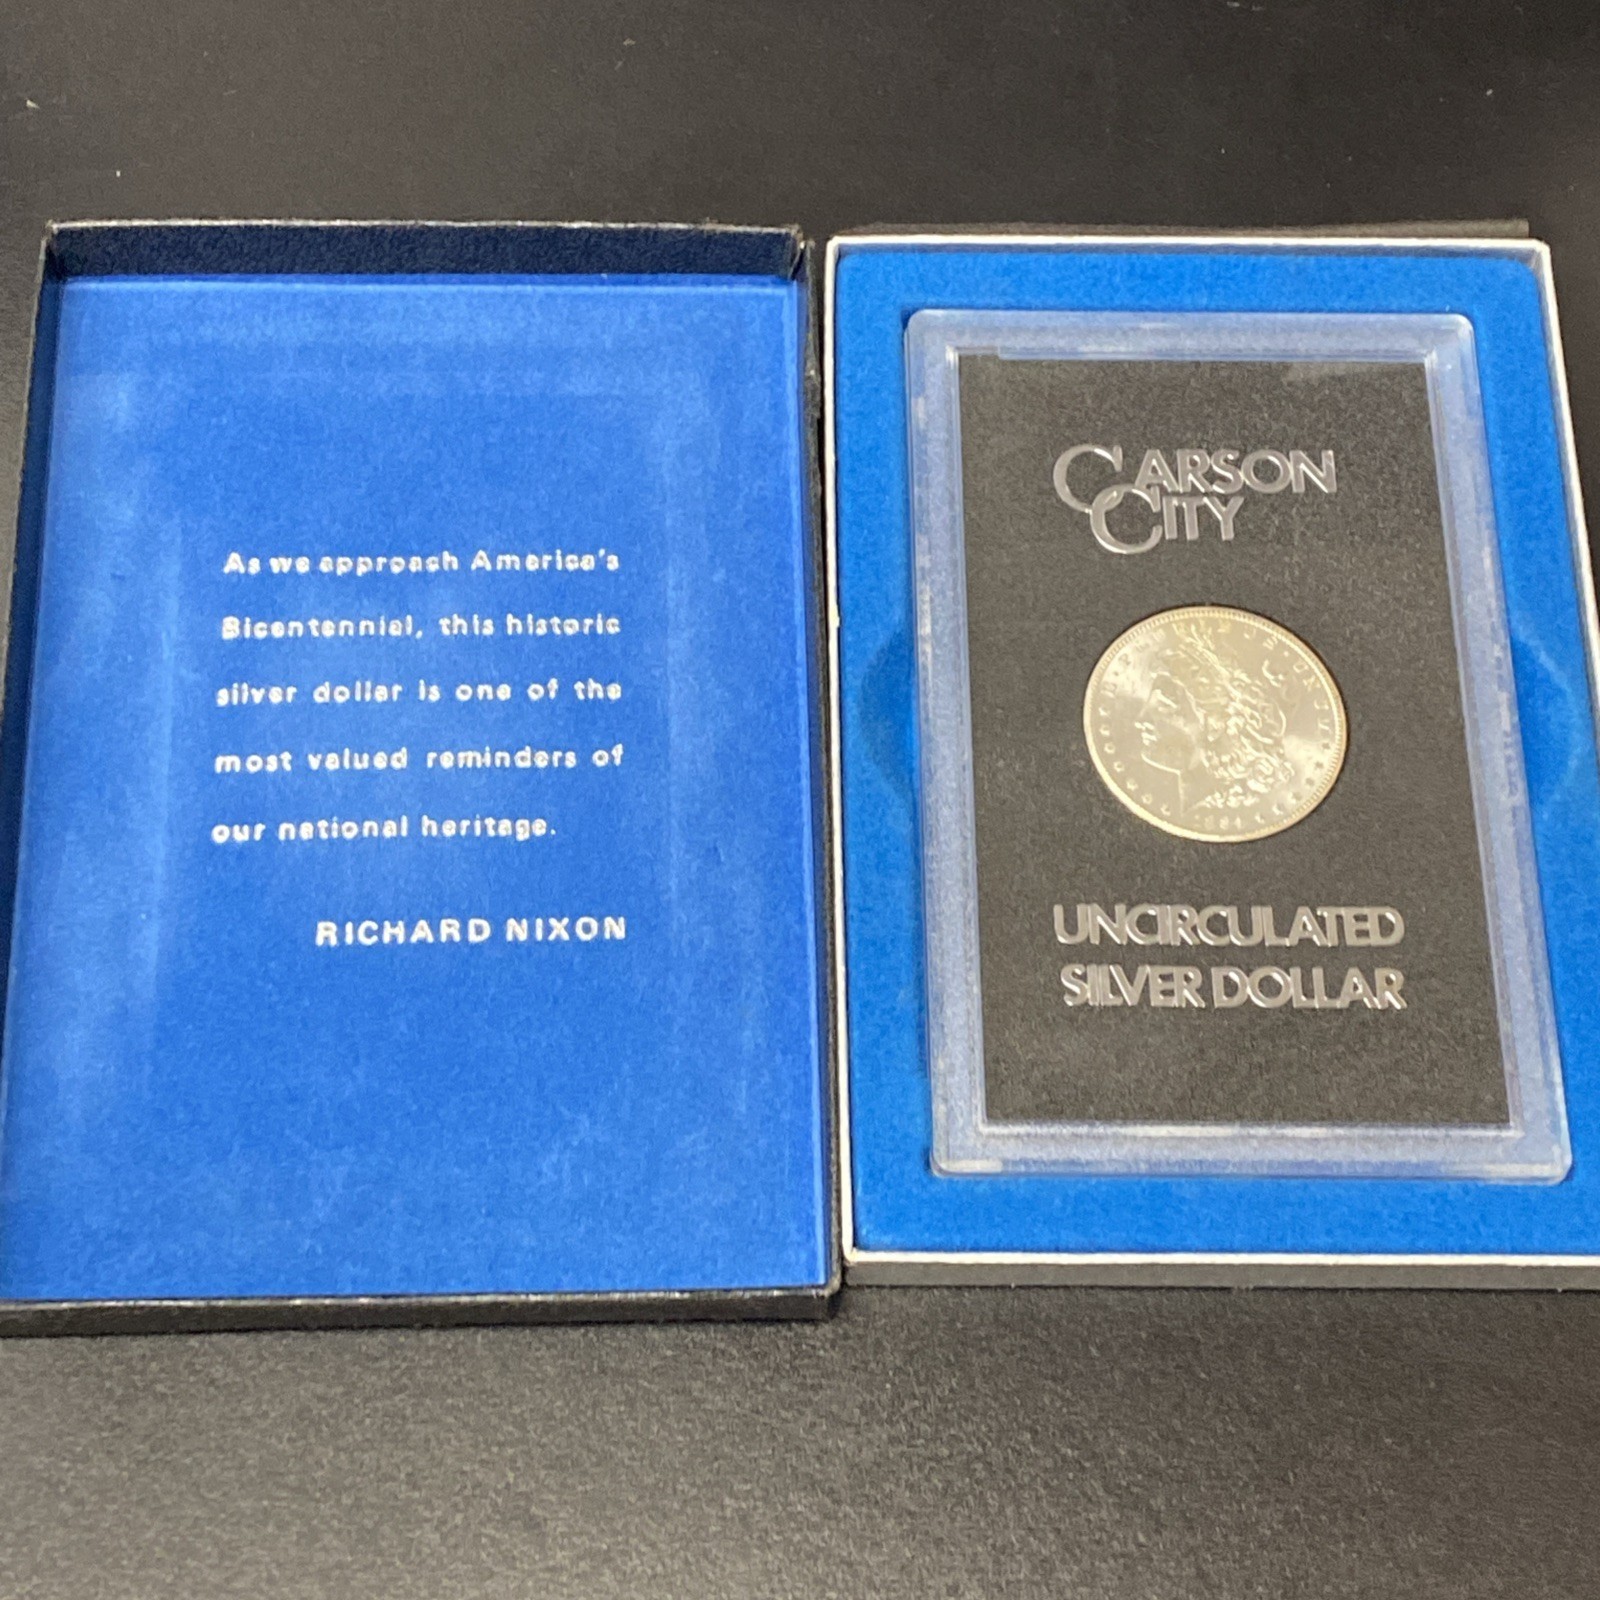 As we approach America's
Bicentennial, this historic
silver dollar is one of the
most valued reminders of
our national heritage.
RICHARD NIXON
CARSON
CITY
UNCIRCULATED
SILVER DOLLAR